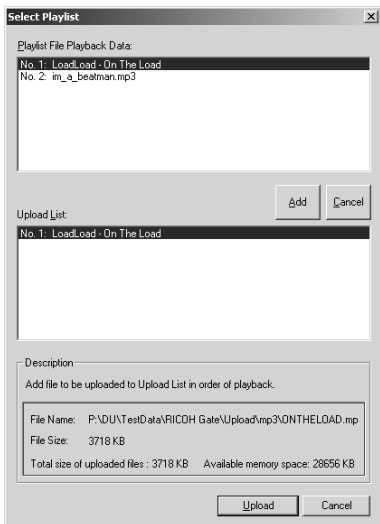 Select Playlist
Playlist File Playback Data:
No. 1: LoadLoad - On The Load
No. 2: im_a_beatman.mp3
Add
Cancel
Upload List:
No. 1: LoadLoad - On The Load
Description
Add file to be uploaded to Upload List in order of playback.
File Name: P:\DU\TestData\RICOH Gate\Upload\mp3\ONTHELOAD.mp
File Size: 3718 KB
Total size of uploaded files : 3718 KB Available memory space: 28656 KB
Upload
Cancel